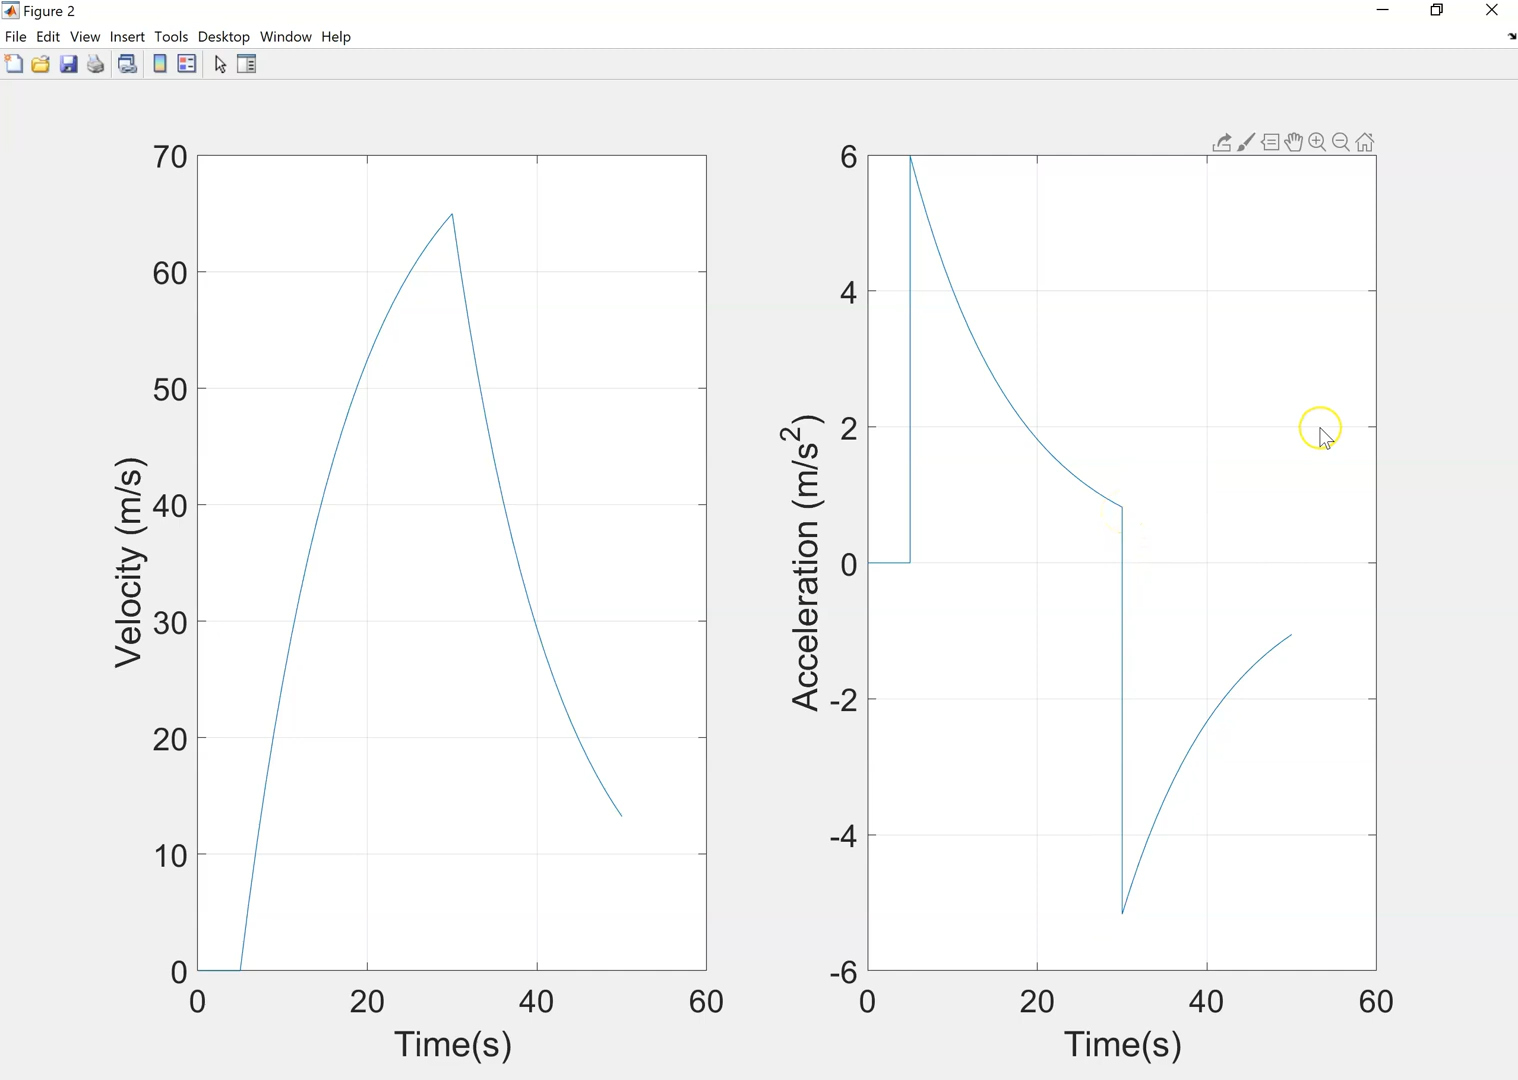 Figure 2
File Edit View Insert Tools Desktop Window Help
70
60
50
40
30
20
10
0
0 20 40 60
Velocity (m/s)
Time(s)
6
4
2
0
-2
-4
-6
0 20 40 60
Acceleration (m/s²)
Time(s)